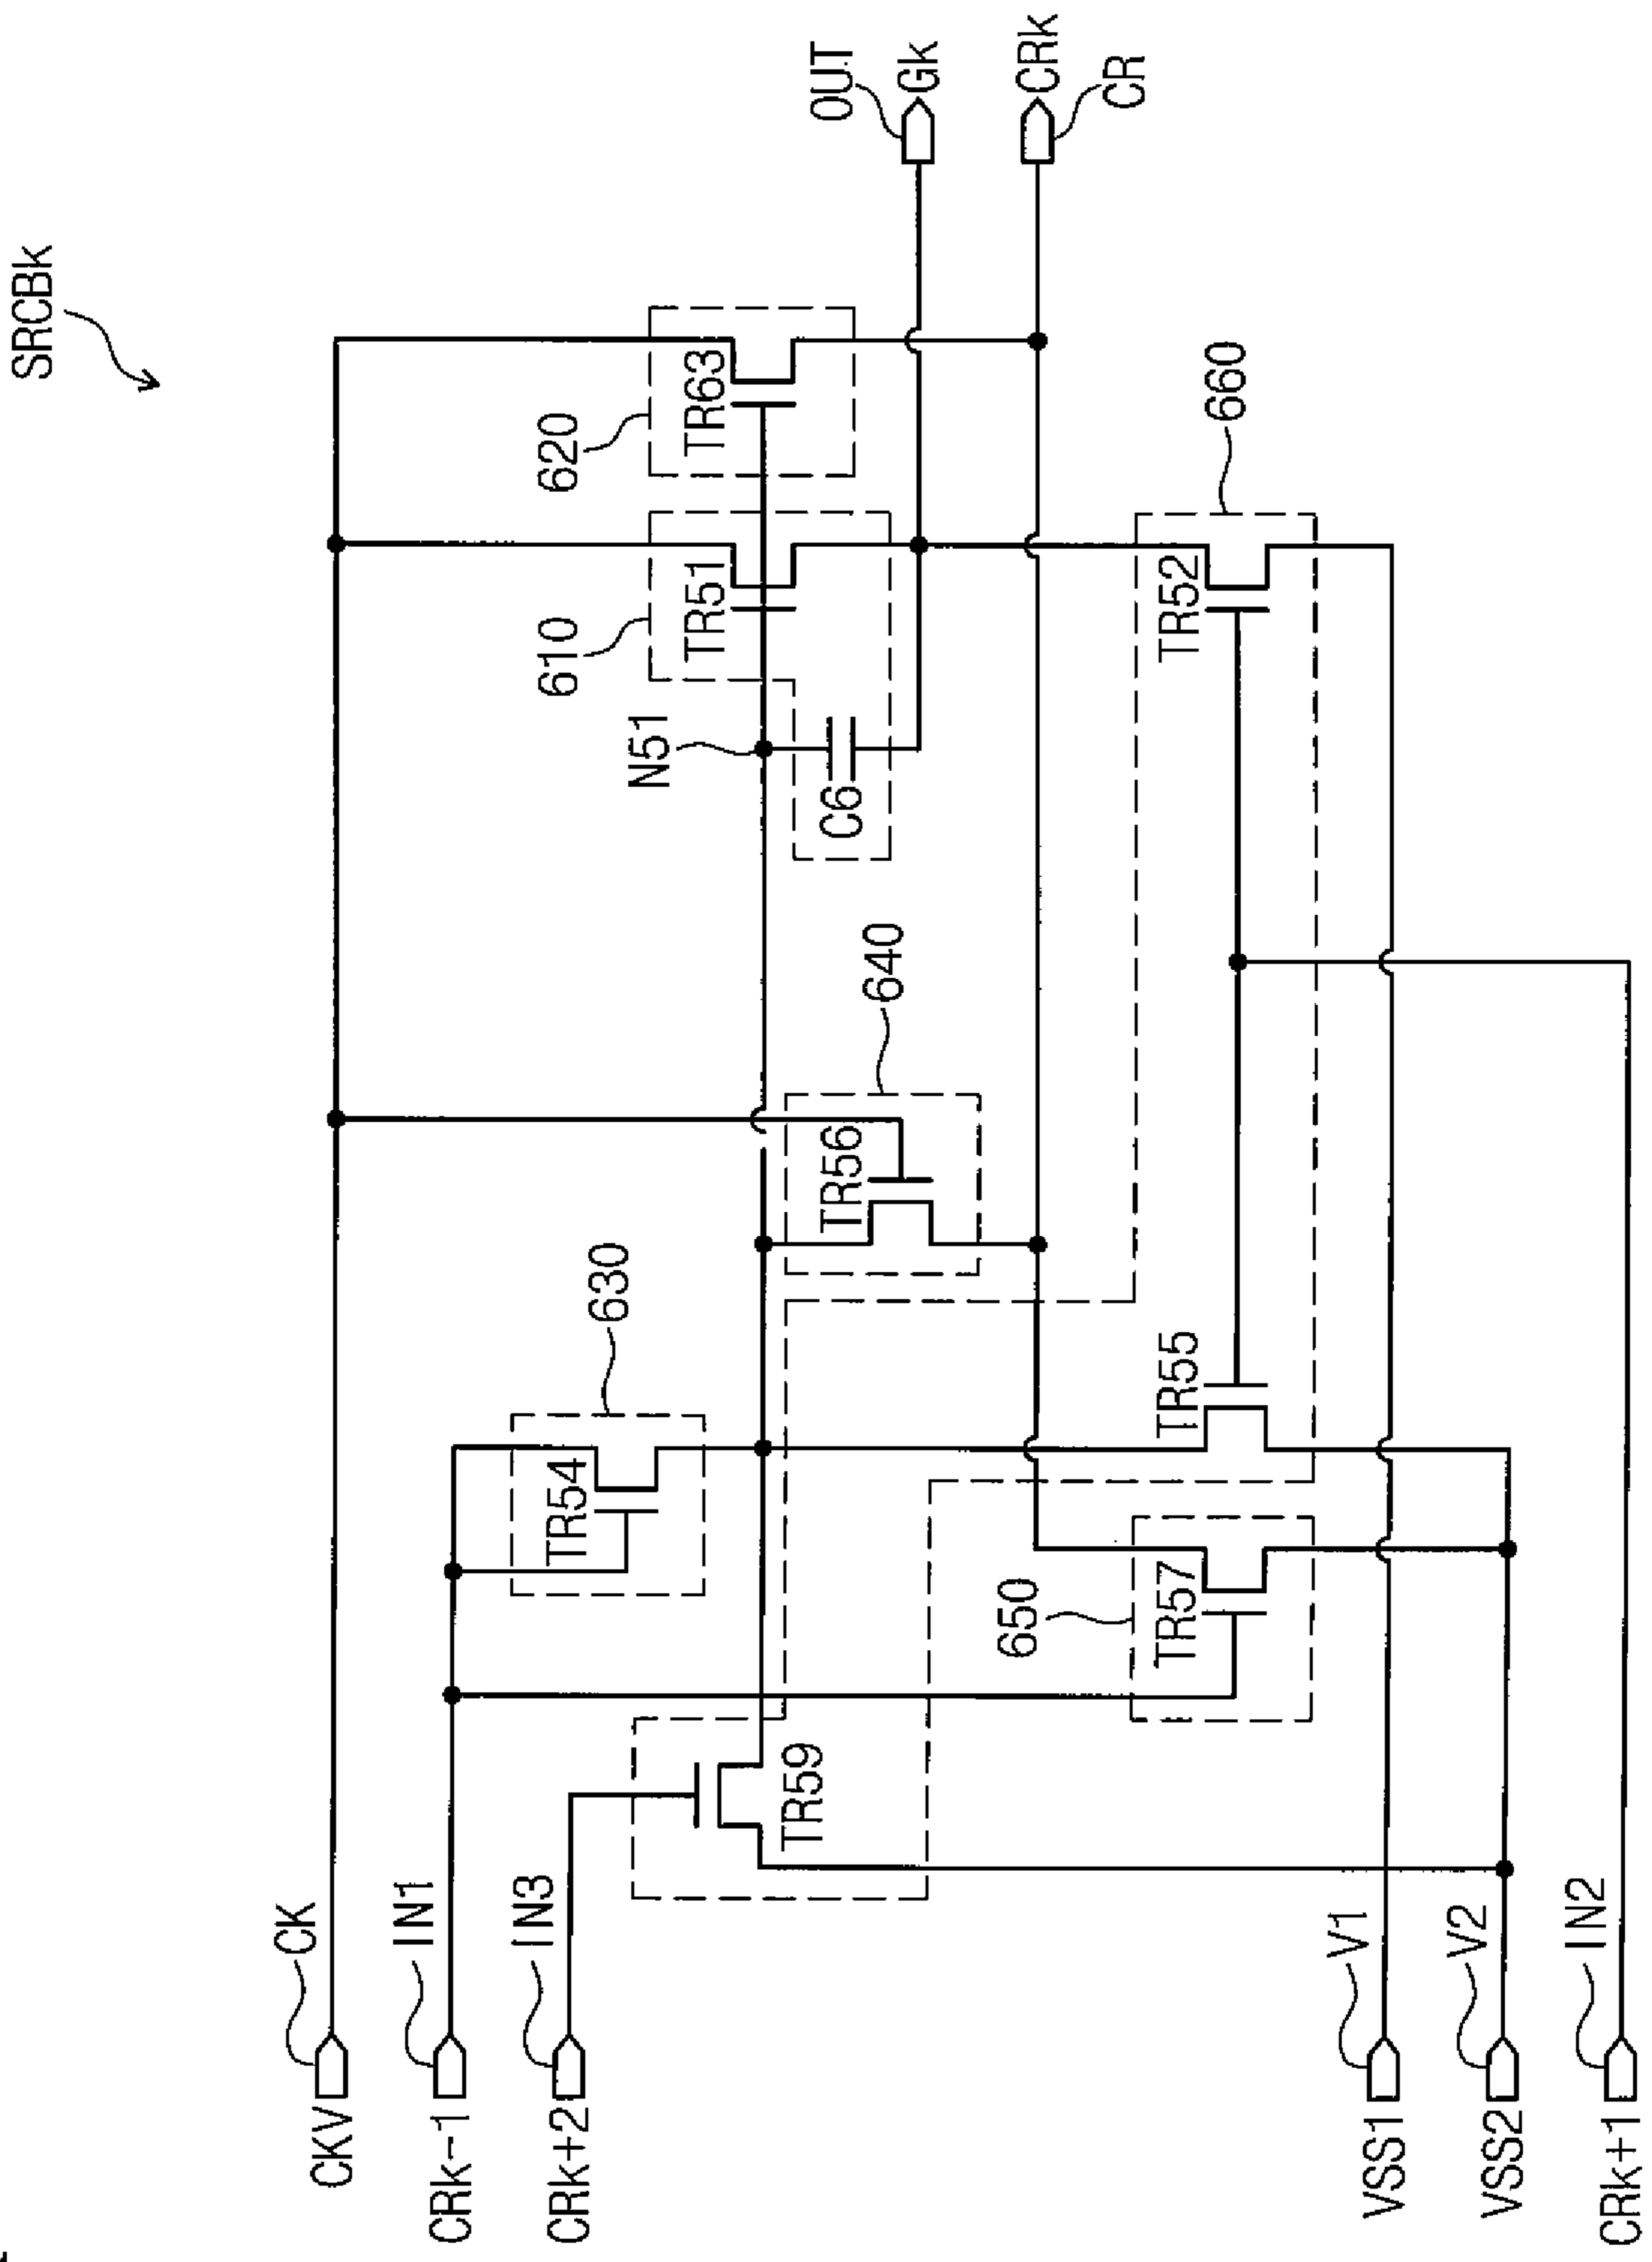 SRCBk
CK
CKV
IN1
CRk-1
IN3
CRk+2
630
TR54
TR59
640
TR56
N51
C6
610
TR51
620
TR63
OUT
Gk
CRk
CR
650
TR57
TR55
TR52
660
V1
VSS1
V2
VSS2
IN2
CRk+1